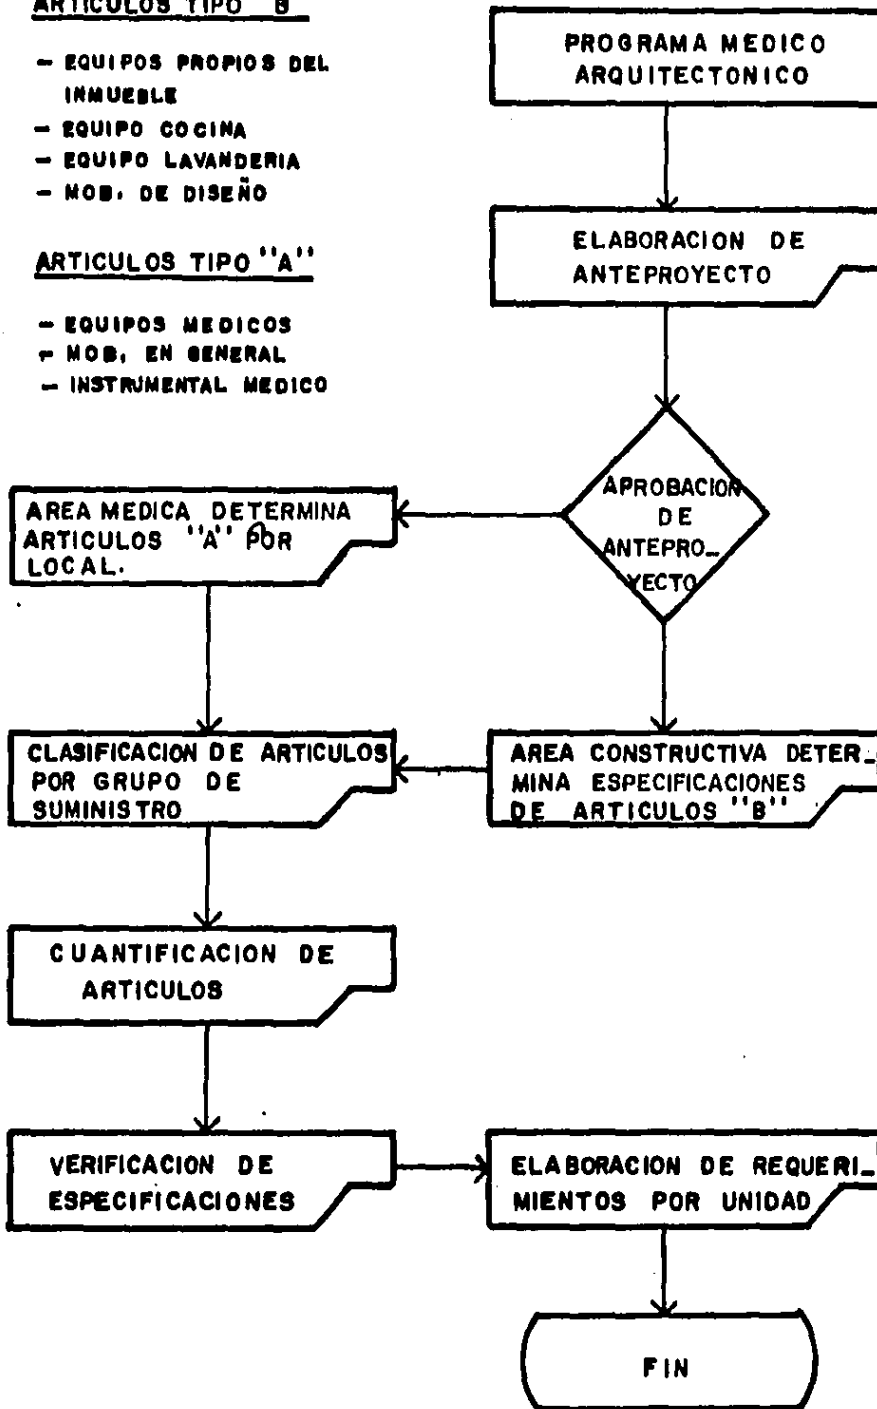 ARTICULOS TIPO "B"
- EQUIPOS PROPIOS DEL
INMUEBLE
- EQUIPO COCINA
- EQUIPO LAVANDERIA
- MOB. DE DISEÑO
ARTICULOS TIPO "A"
- EQUIPOS MEDICOS
- MOB. EN GENERAL
- INSTRUMENTAL MEDICO
PROGRAMA MEDICO
ARQUITECTONICO
ELABORACION DE
ANTEPROYECTO
APROBACION
DE
ANTEPRO_
YECTO
AREA MEDICA DETERMINA
ARTICULOS "A" POR
LOCAL.
CLASIFICACION DE ARTICULOS
POR GRUPO DE
SUMINISTRO
AREA CONSTRUCTIVA DETER_
MINA ESPECIFICACIONES
DE ARTICULOS "B"
CUANTIFICACION DE
ARTICULOS
VERIFICACION DE
ESPECIFICACIONES
ELABORACION DE REQUERI_
MIENTOS POR UNIDAD
FIN